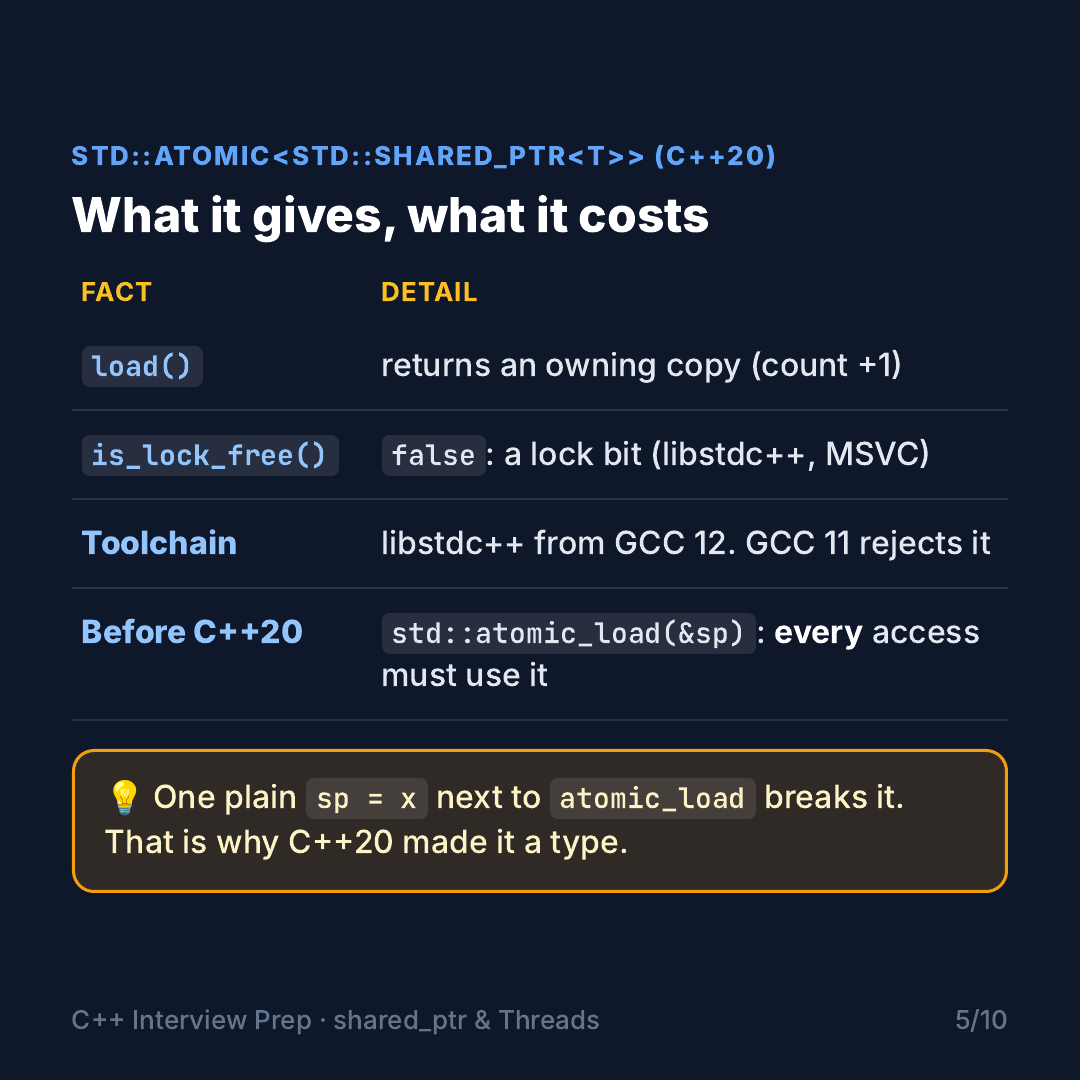 STD::ATOMIC<STD::SHARED_PTR<T>> (C++20)
What it gives, what it costs
FACT DETAIL
load() returns an owning copy (count +1)
is_lock_free() false: a lock bit (libstdc++, MSVC)
Toolchain libstdc++ from GCC 12. GCC 11 rejects it
Before C++20 std::atomic_load(&sp): every access
must use it
💡 One plain sp = x next to atomic_load breaks it.
That is why C++20 made it a type.
C++ Interview Prep · shared_ptr & Threads 5/10